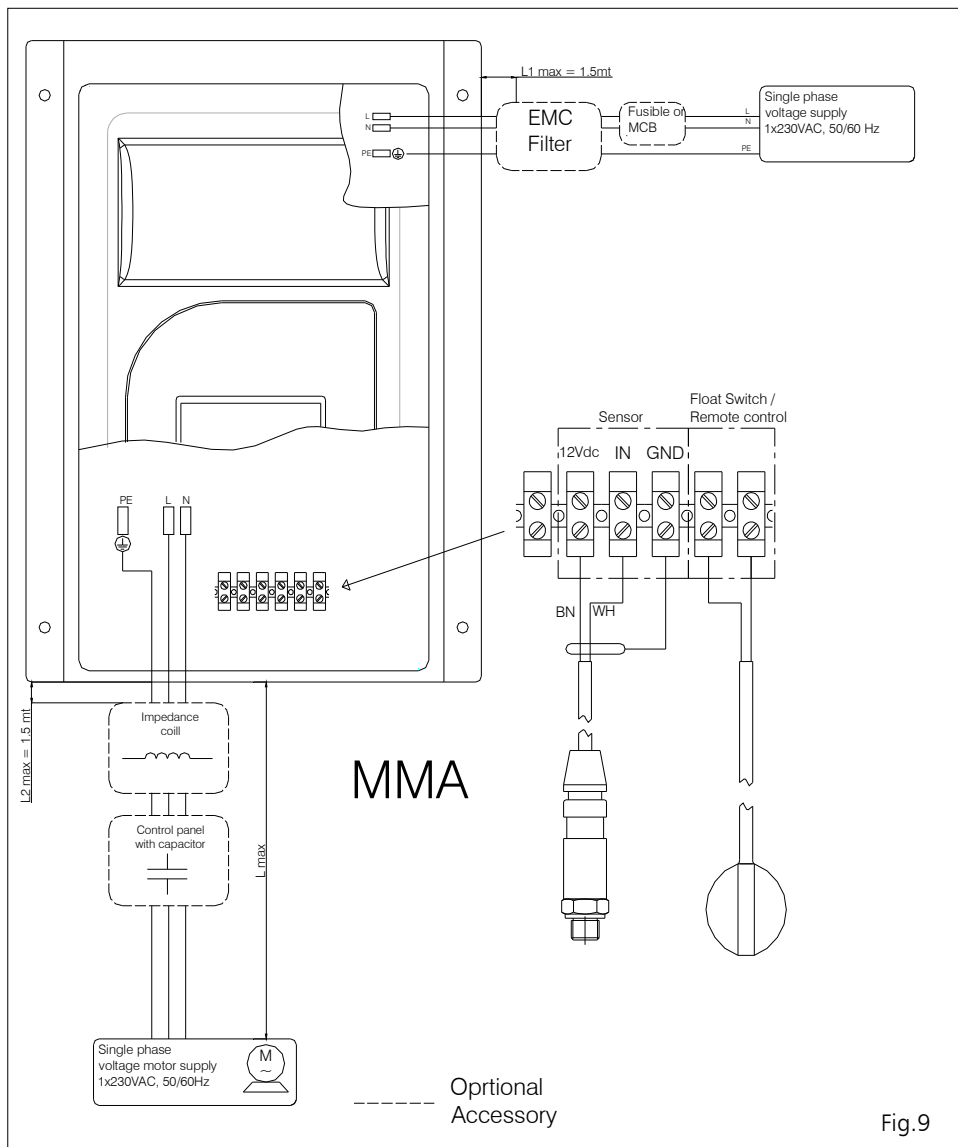 L1 max = 1.5mt
L
N
PE
EMC
Filter
Fusible or
MCB
L
N
PE
Single phase
voltage supply
1x230VAC, 50/60 Hz
Float Switch /
Remote control
Sensor
12Vdc IN GND
BN WH
PE L N
L2 max = 1.5 mt
Impedance
coill
Control panel
with capacitor
L max
MMA
Single phase
voltage motor supply
1x230VAC, 50/60Hz
M
~
Oprtional
Accessory
Fig.9